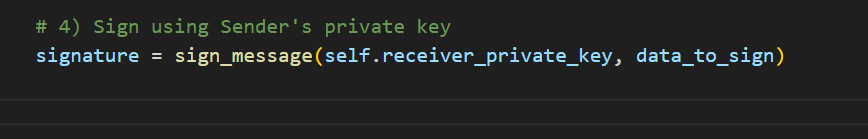 # 4) Sign using Sender's private key
signature = sign_message(self.receiver_private_key, data_to_sign)